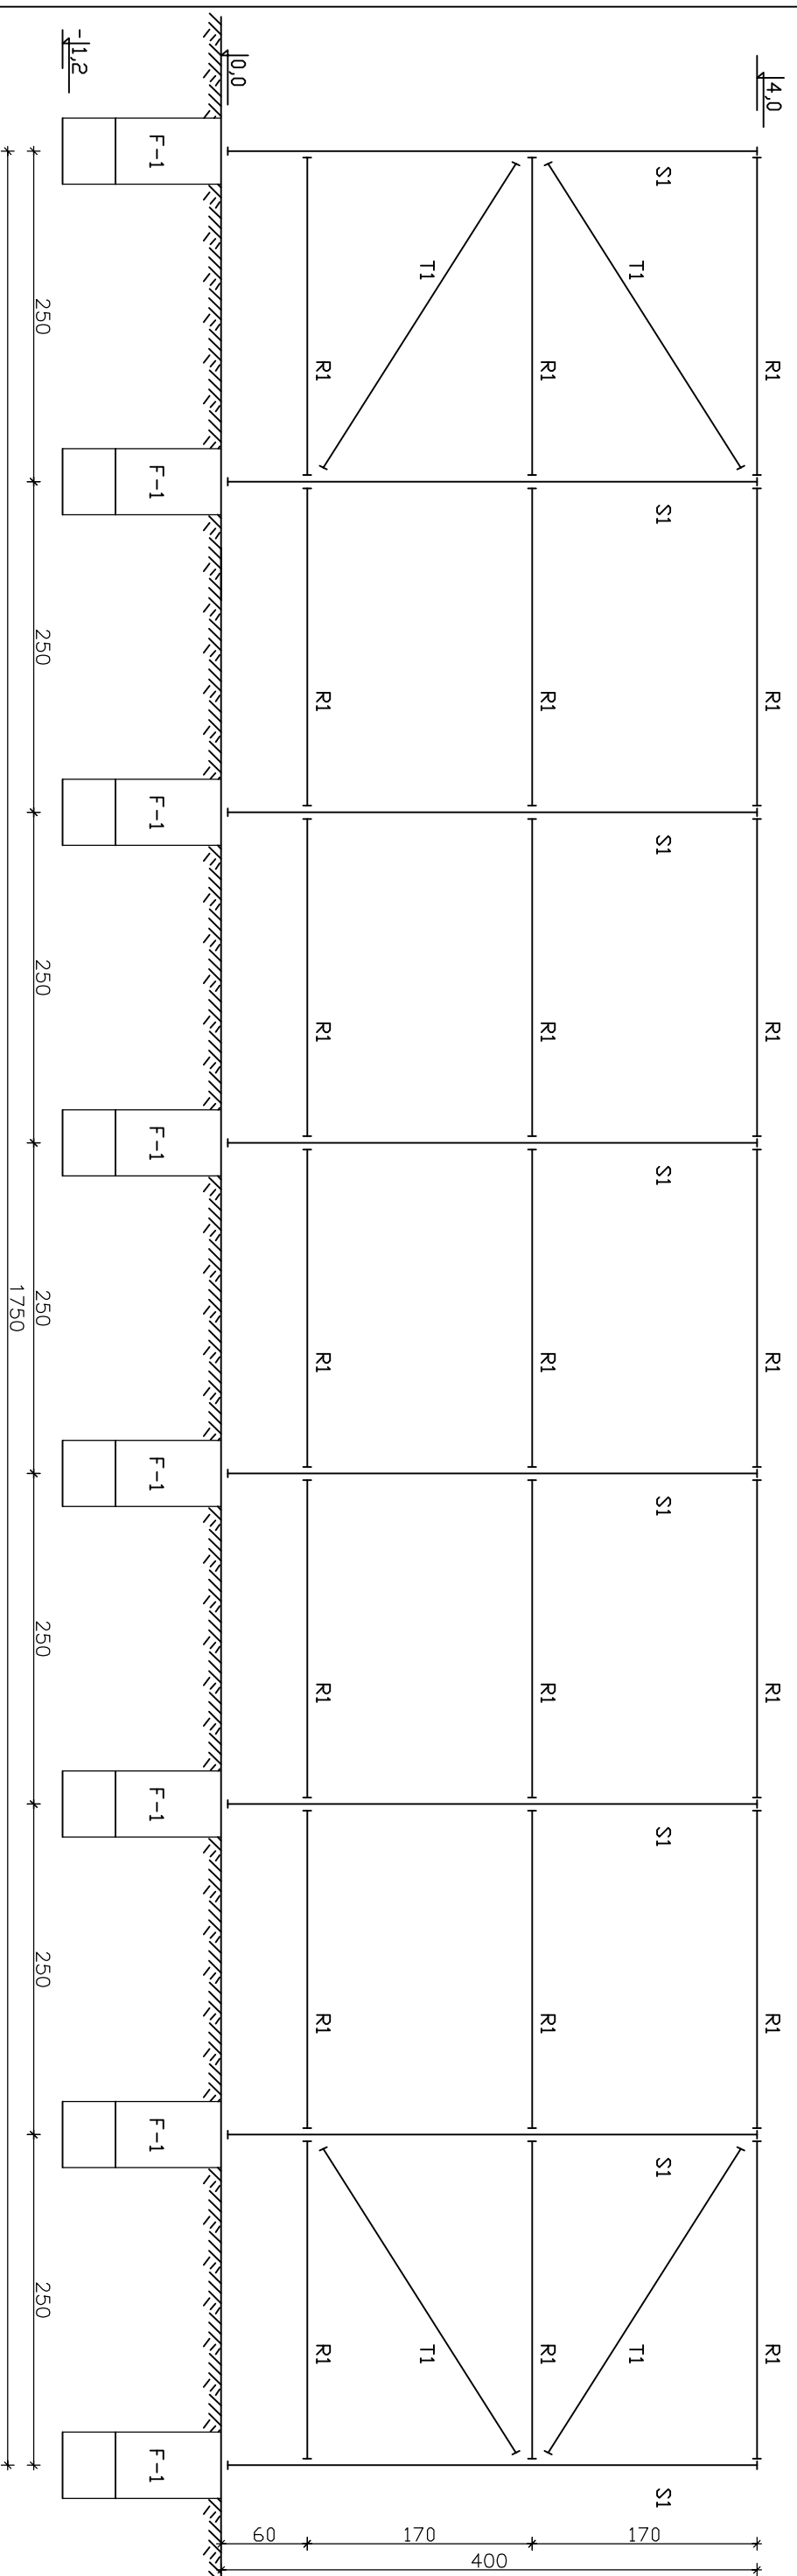 4,0
R1 R1 R1 R1 R1 R1 R1
S1 S1 S1 S1 S1 S1 S1 S1
T1 T1
170
R1 R1 R1 R1 R1 R1 R1
400
T1 T1
170
R1 R1 R1 R1 R1 R1 R1
60
0,0
F-1 F-1 F-1 F-1 F-1 F-1 F-1 F-1
-1,2
250 250 250 250 250 250 250
1750